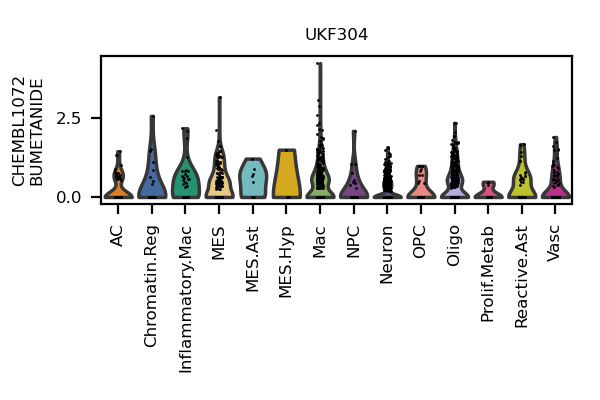 UKF304
CHEMBL1072
BUMETANIDE
2.5
0.0
AC
Chromatin.Reg
Inflammatory.Mac
MES
MES.Ast
MES.Hyp
Mac
NPC
Neuron
OPC
Oligo
Prolif.Metab
Reactive.Ast
Vasc